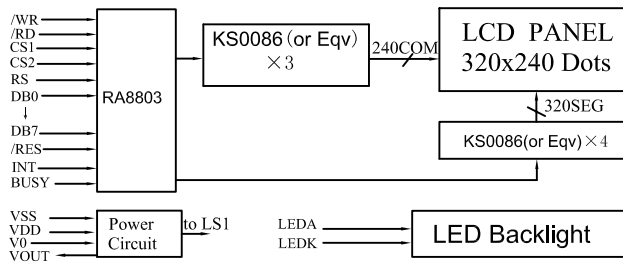 /WR
/RD
CS1
CS2
RS
DB0
DB7
/RES
INT
BUSY
RA8803
KS0086(or Eqv)
×3
240COM
LCD PANEL
320x240 Dots
320SEG
KS0086(or Eqv)×4
VSS
VDD
V0
VOUT
Power
Circuit
to LS1
LEDA
LEDK
LED Backlight